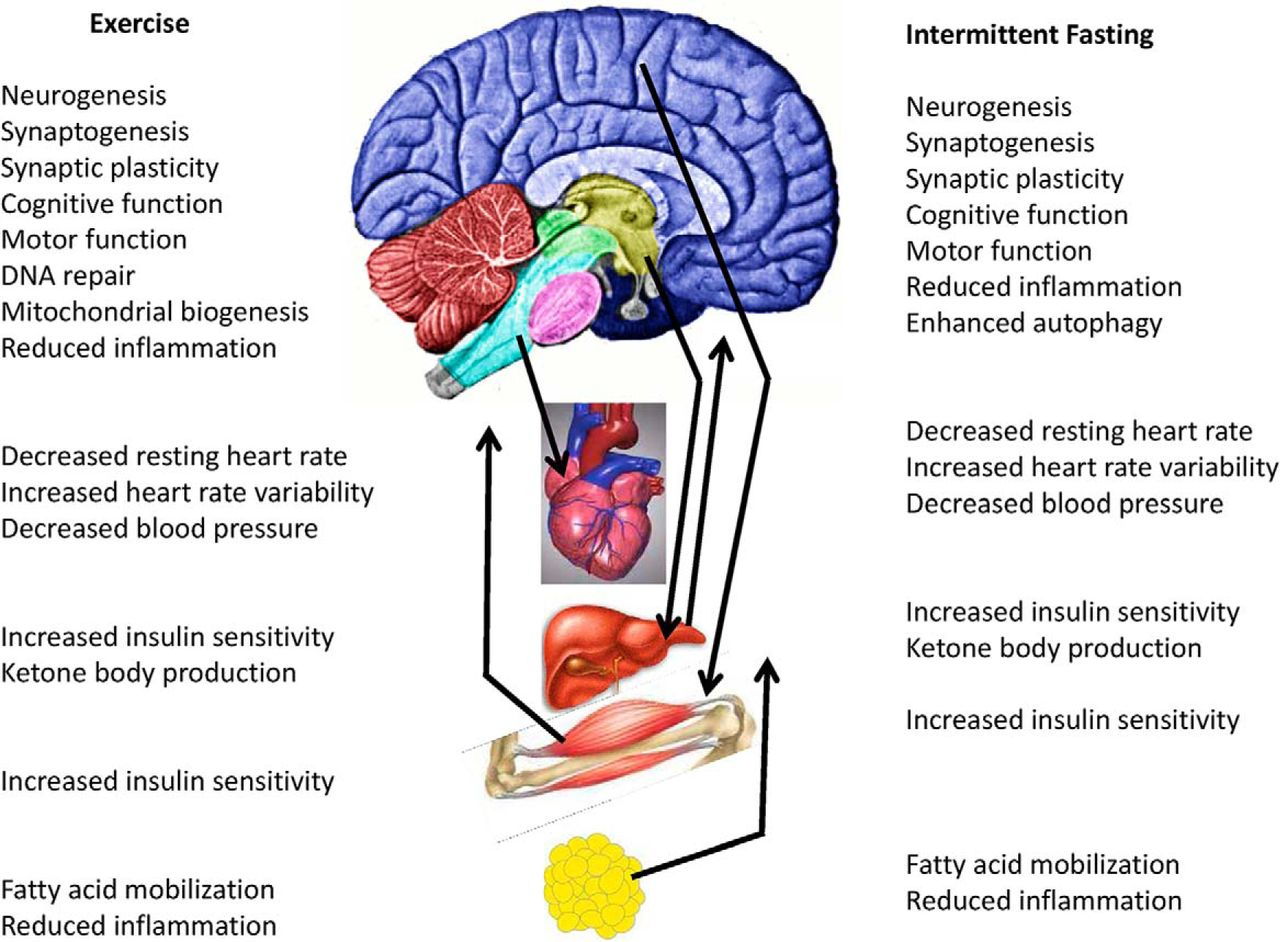 Exercise
Neurogenesis
Synaptogenesis
Synaptic plasticity
Cognitive function
Motor function
DNA repair
Mitochondrial biogenesis
Reduced inflammation
Decreased resting heart rate
Increased heart rate variability
Decreased blood pressure
Increased insulin sensitivity
Ketone body production
Increased insulin sensitivity
Fatty acid mobilization
Reduced inflammation
Intermittent Fasting
Neurogenesis
Synaptogenesis
Synaptic plasticity
Cognitive function
Motor function
Reduced inflammation
Enhanced autophagy
Decreased resting heart rate
Increased heart rate variability
Decreased blood pressure
Increased insulin sensitivity
Ketone body production
Increased insulin sensitivity
Fatty acid mobilization
Reduced inflammation